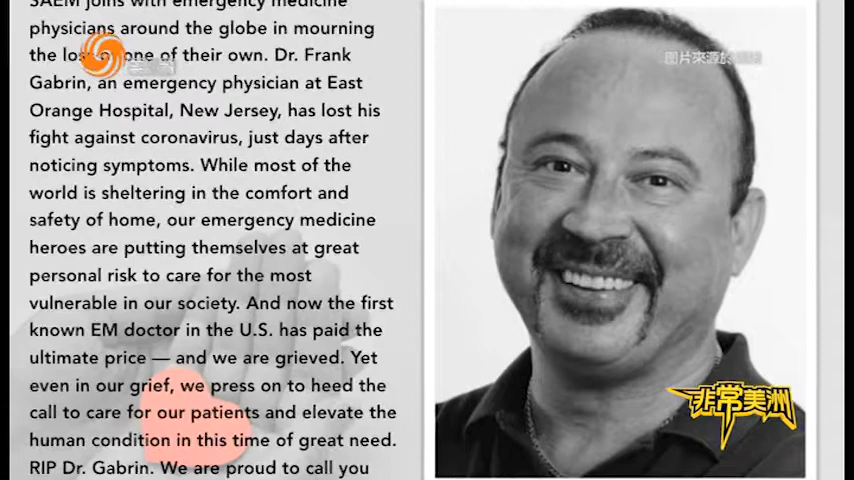 SAEM joins with emergency medicine
physicians around the globe in mourning
the loss of one of their own. Dr. Frank
Gabrin, an emergency physician at East
Orange Hospital, New Jersey, has lost his
fight against coronavirus, just days after
noticing symptoms. While most of the
world is sheltering in the comfort and
safety of home, our emergency medicine
heroes are putting themselves at great
personal risk to care for the most
vulnerable in our society. And now the first
known EM doctor in the U.S. has paid the
ultimate price — and we are grieved. Yet
even in our grief, we press on to heed the
call to care for our patients and elevate the
human condition in this time of great need.
RIP Dr. Gabrin. We are proud to call you
图片來源於
非常美洲